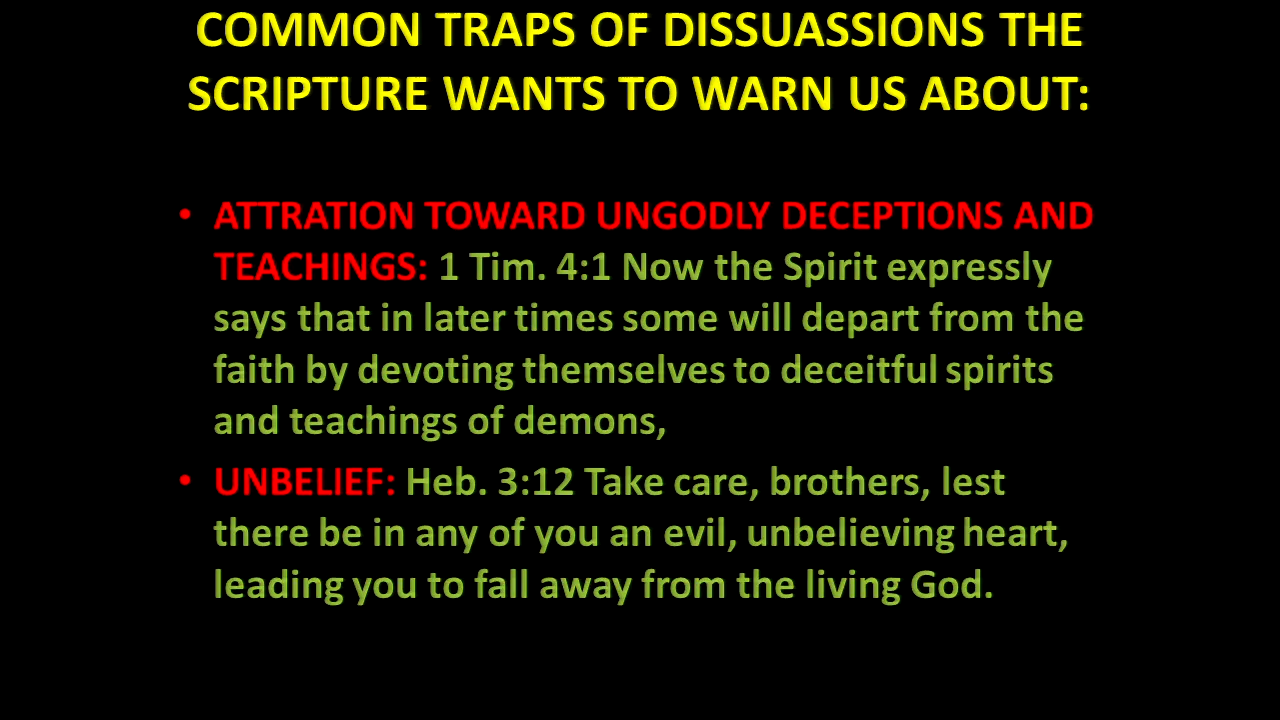 COMMON TRAPS OF DISSUASSIONS THE
SCRIPTURE WANTS TO WARN US ABOUT:
• ATTRATION TOWARD UNGODLY DECEPTIONS AND
TEACHINGS: 1 Tim. 4:1 Now the Spirit expressly
says that in later times some will depart from the
faith by devoting themselves to deceitful spirits
and teachings of demons,
• UNBELIEF: Heb. 3:12 Take care, brothers, lest
there be in any of you an evil, unbelieving heart,
leading you to fall away from the living God.